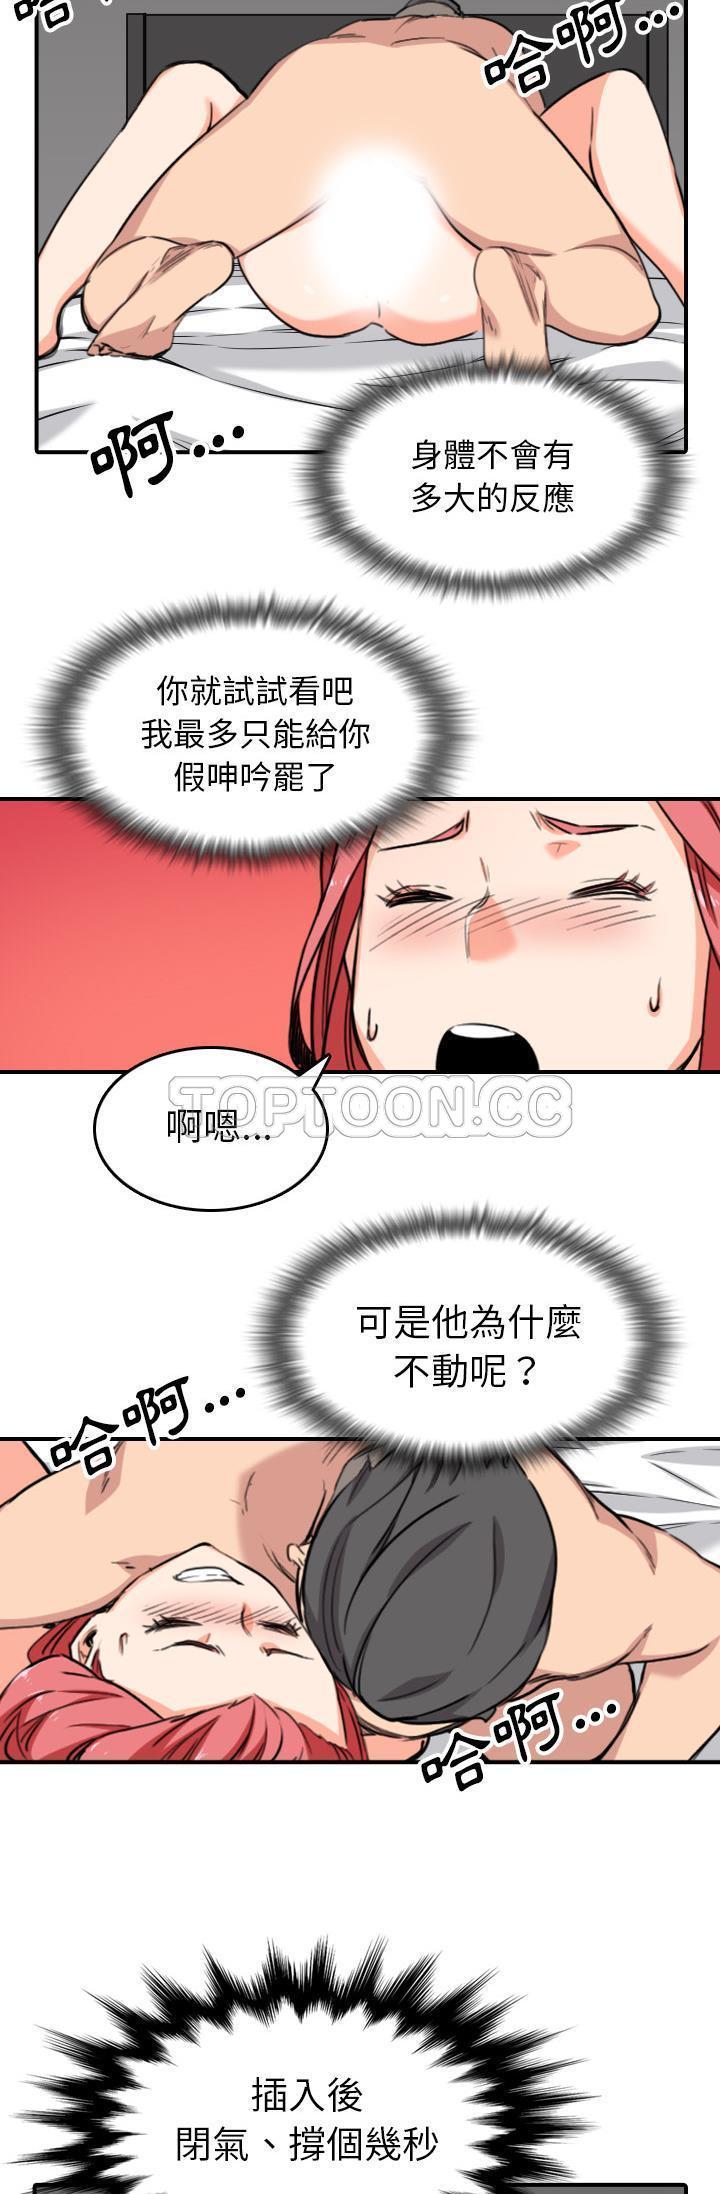 哈
哈啊…
啊…
身體不會有
多大的反應
你就試試看吧
我最多只能給你
假呻吟罷了
TOPTOON.CC
啊嗯...
可是他為什麼
不動呢？
哈啊…
哈啊…
插入後
閉氣、撐個幾秒